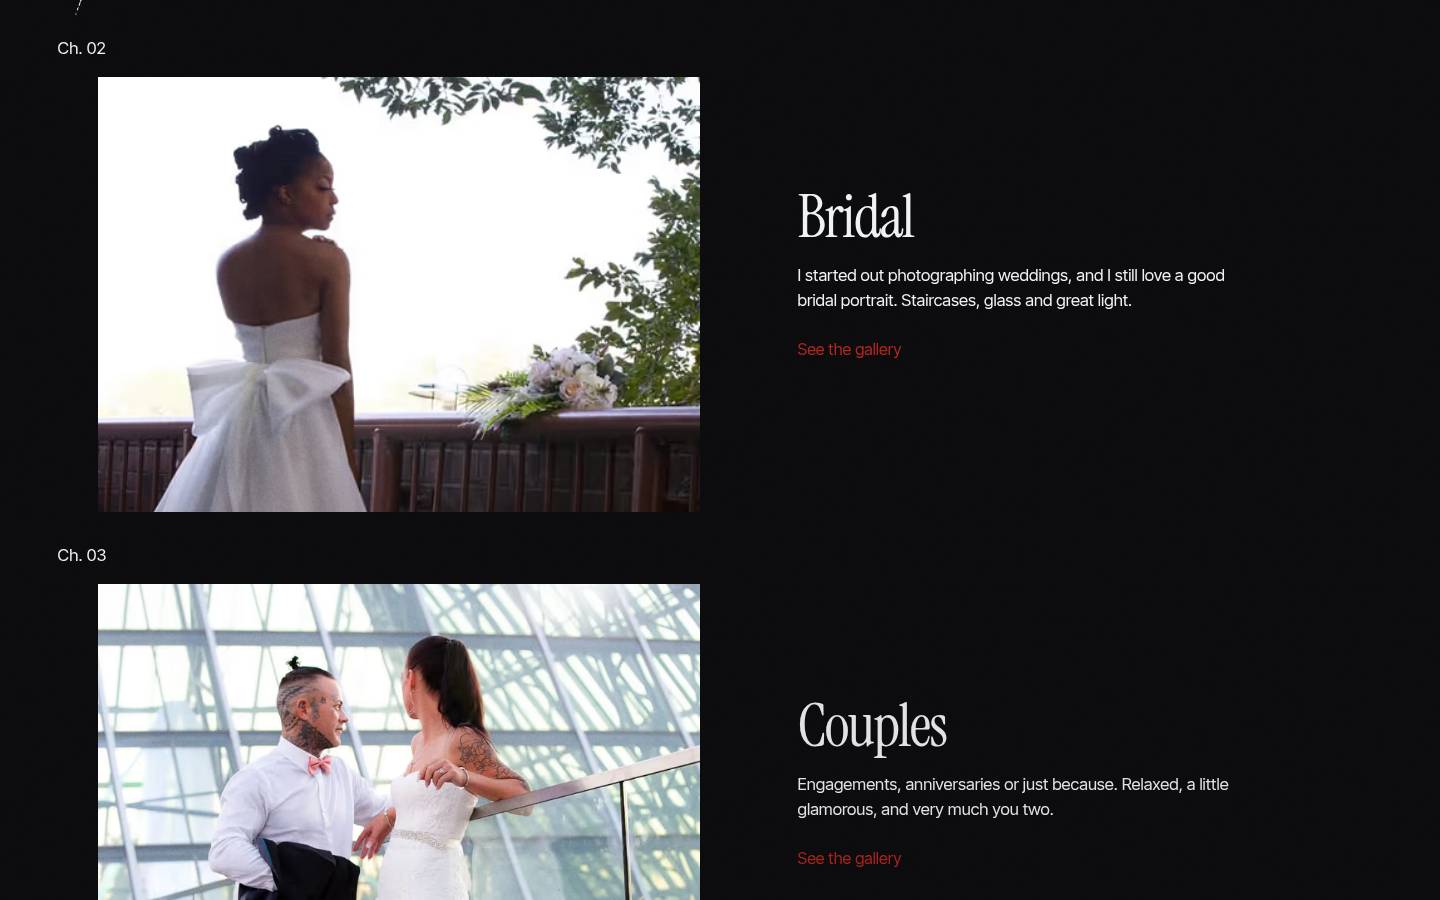 Ch. 02
Bridal
I started out photographing weddings, and I still love a good
bridal portrait. Staircases, glass and great light.
See the gallery
Ch. 03
Couples
Engagements, anniversaries or just because. Relaxed, a little
glamorous, and very much you two.
See the gallery